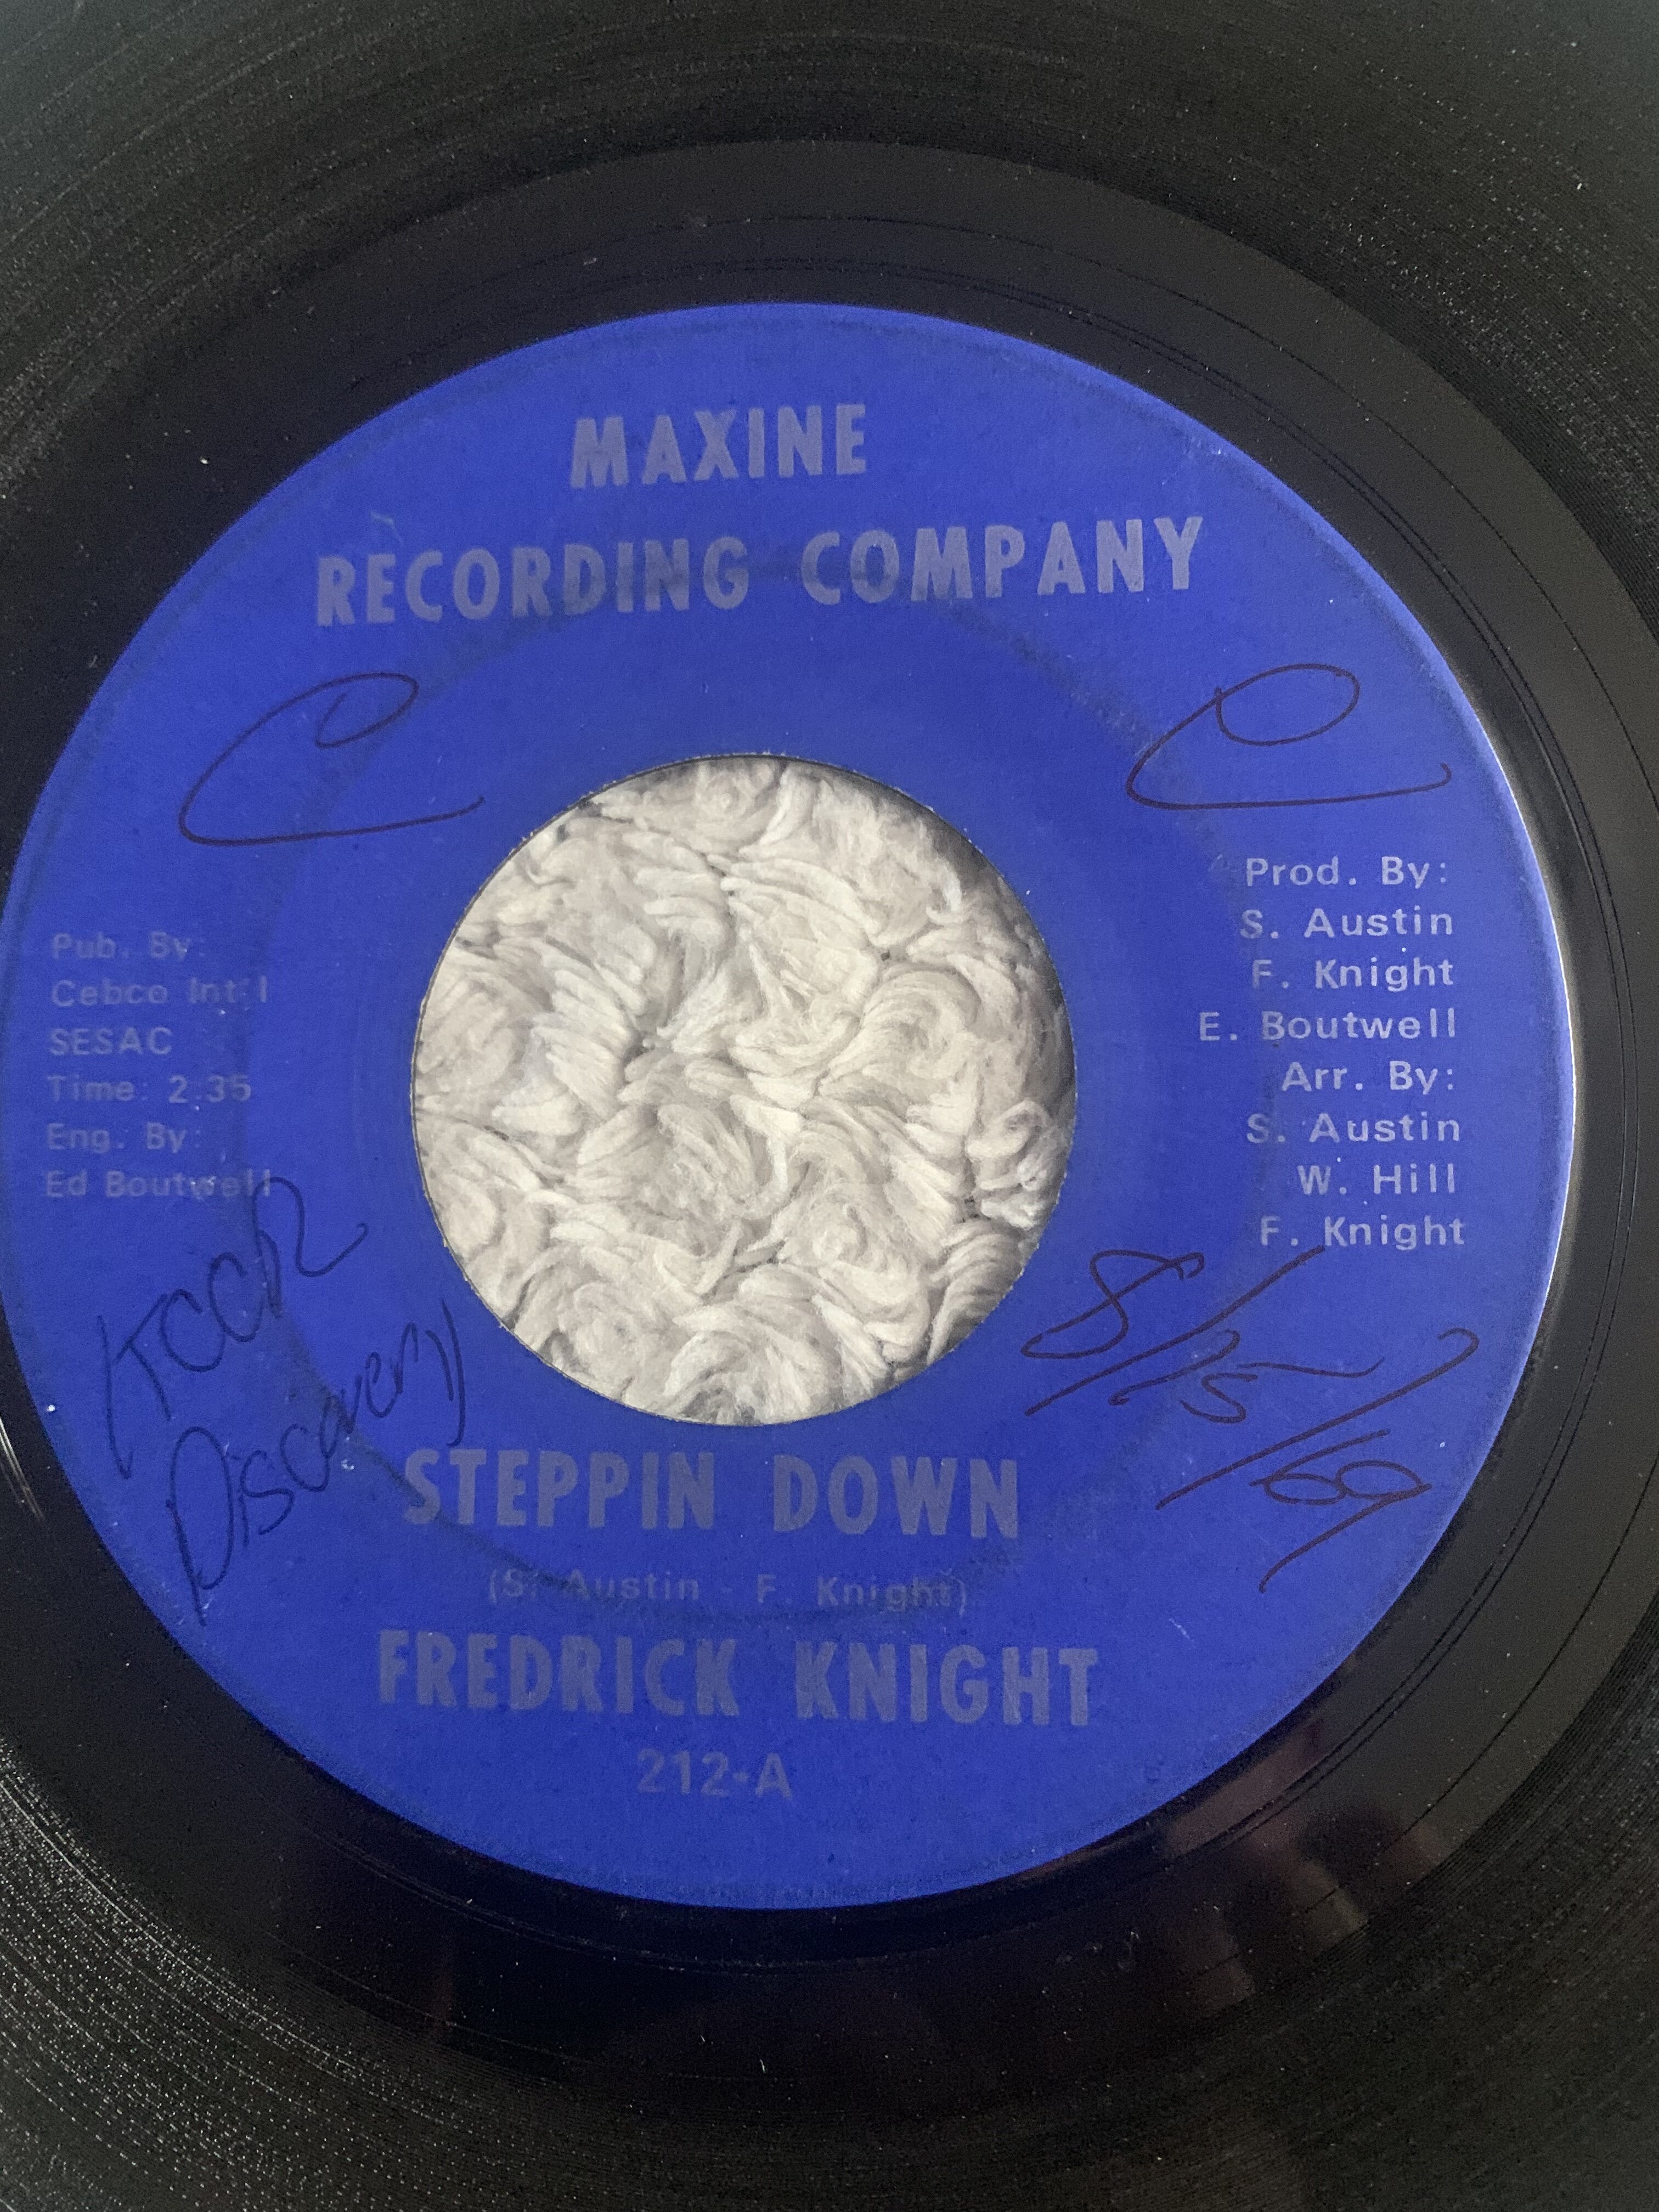 MAXINE
RECORDING COMPANY
Pub. By:
Cebco Int'l
SESAC
Time: 2:35
Eng. By:
Ed Boutwell
Prod. By:
S. Austin
F. Knight
E. Boutwell
Arr. By:
S. Austin
W. Hill
F. Knight
Discovery)
8/15/69
STEPPIN DOWN
(S. Austin - F. Knight)
FREDRICK KNIGHT
212-A